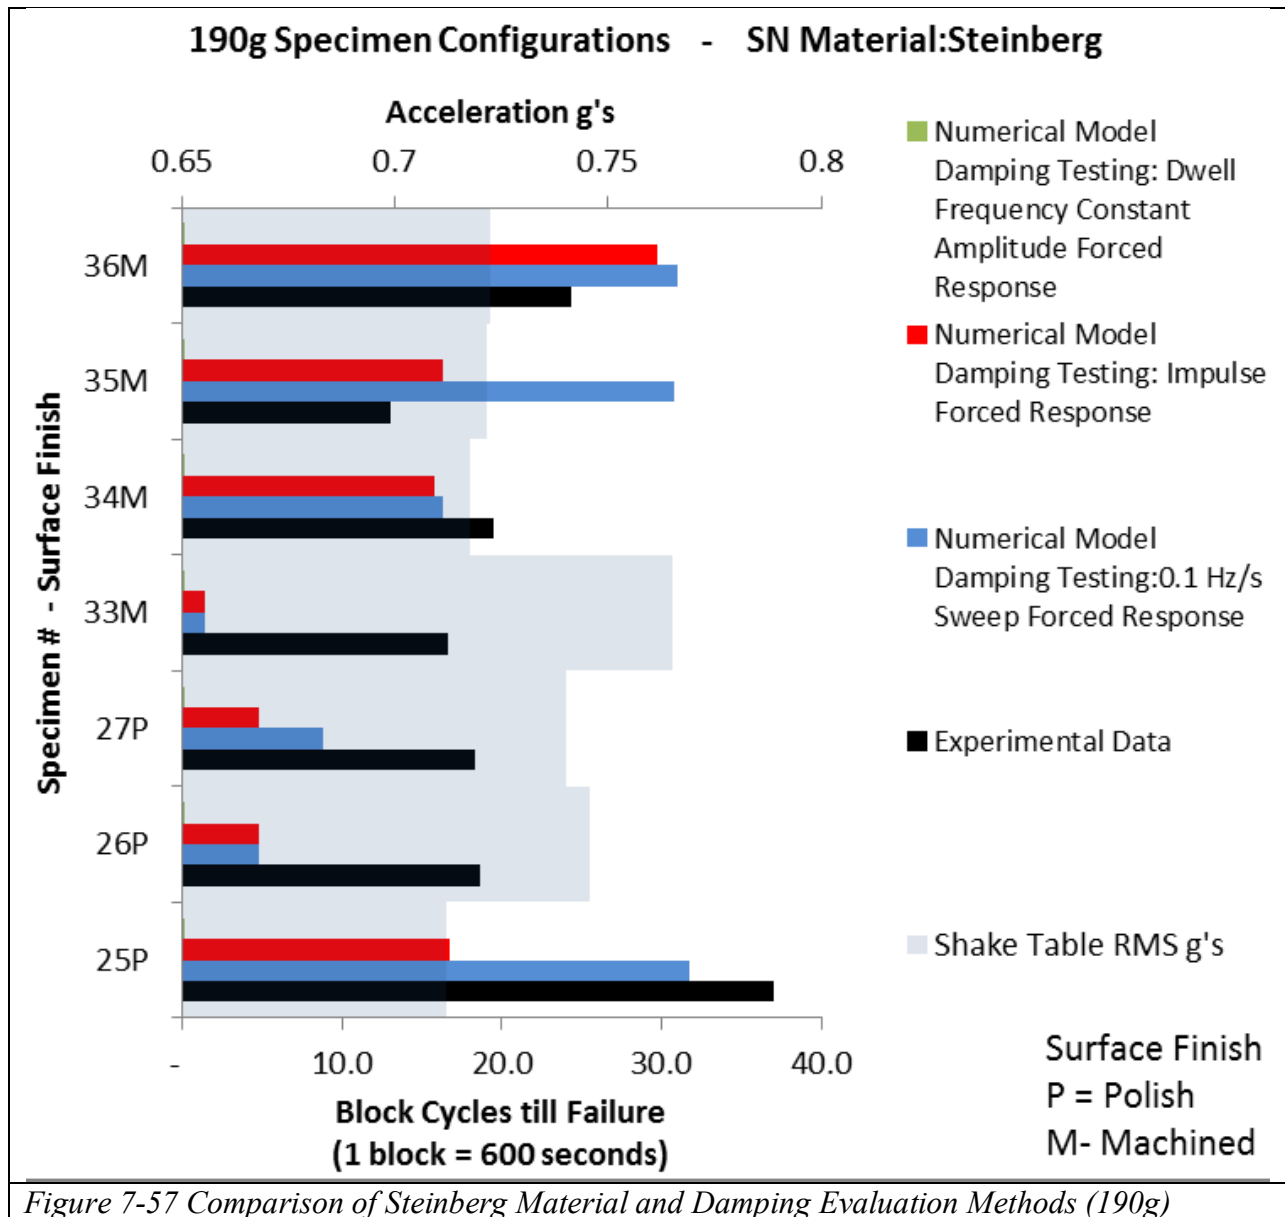 190g Specimen Configurations - SN Material:Steinberg
Acceleration g's
0.65 0.7 0.75 0.8
Specimen # - Surface Finish
36M
35M
34M
33M
27P
26P
25P
- 10.0 20.0 30.0 40.0
Block Cycles till Failure
(1 block = 600 seconds)
Numerical Model
Damping Testing: Dwell
Frequency Constant
Amplitude Forced
Response
Numerical Model
Damping Testing: Impulse
Forced Response
Numerical Model
Damping Testing:0.1 Hz/s
Sweep Forced Response
Experimental Data
Shake Table RMS g's
Surface Finish
P = Polish
M- Machined
Figure 7-57 Comparison of Steinberg Material and Damping Evaluation Methods (190g)